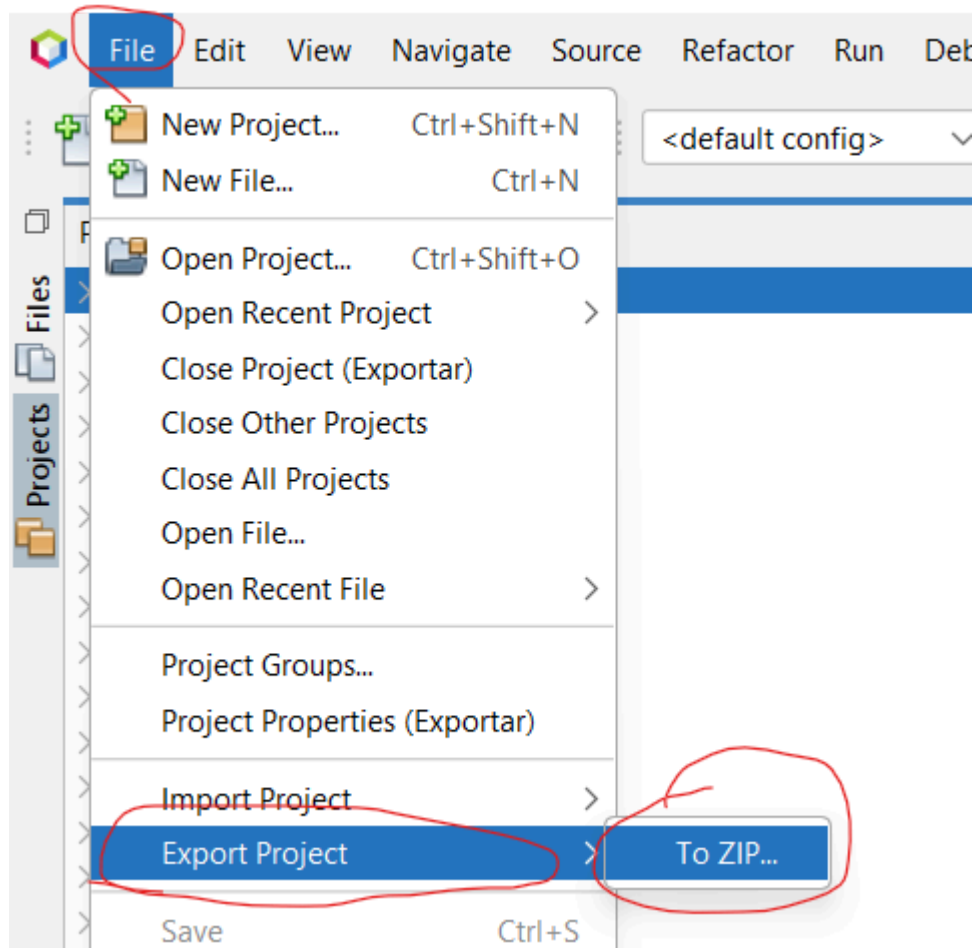 File Edit View Navigate Source Refactor Run
<default config>
New Project... Ctrl+Shift+N
New File... Ctrl+N
Open Project... Ctrl+Shift+O
Open Recent Project
Close Project (Exportar)
Close Other Projects
Close All Projects
Open File...
Open Recent File
Project Groups...
Project Properties (Exportar)
Import Project
Export Project
To ZIP...
Save Ctrl+S
Files
Projects